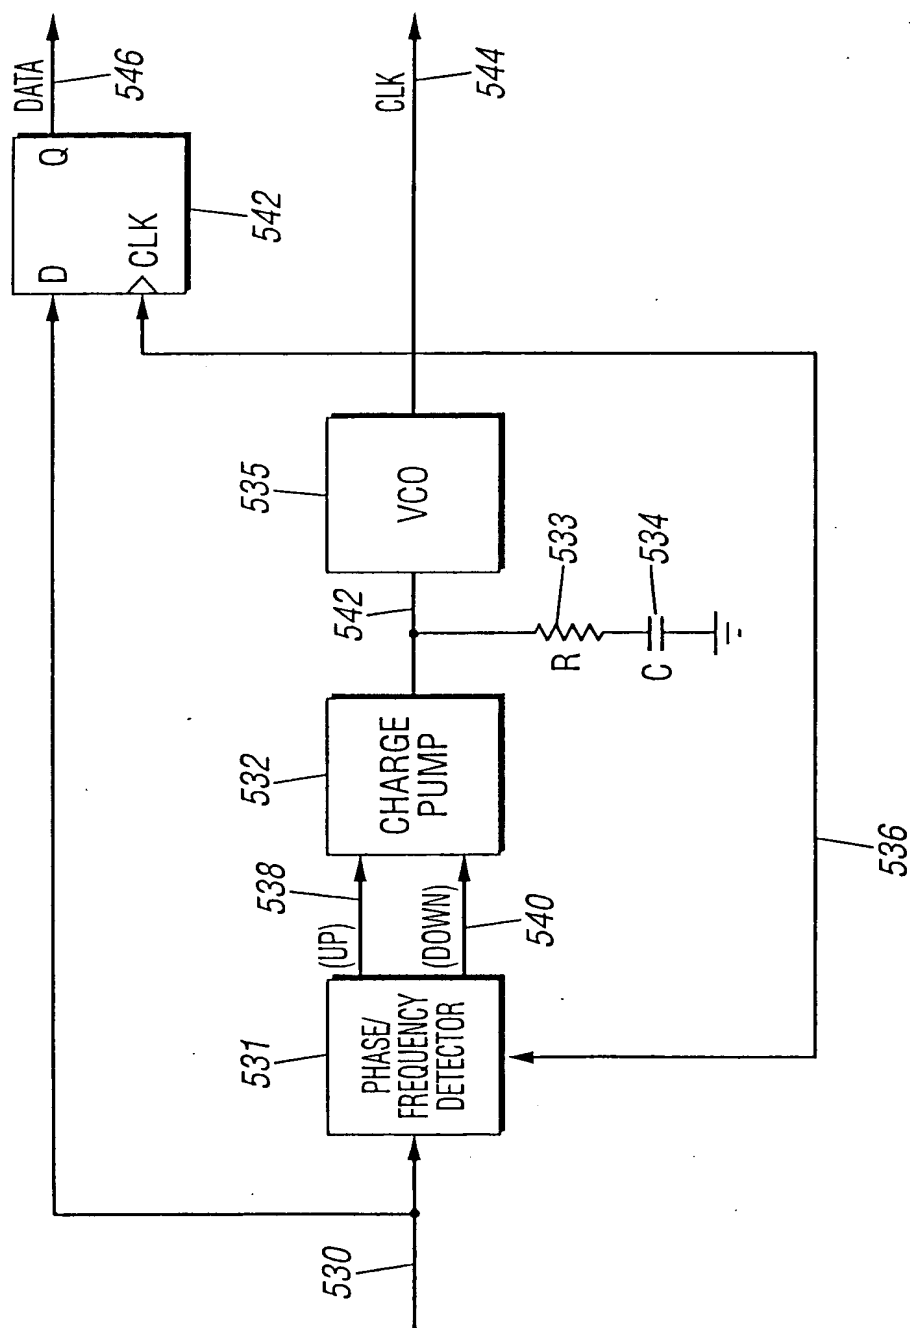 530
531
PHASE/
FREQUENCY
DETECTOR
(UP)
538
(DOWN)
540
532
CHARGE
PUMP
542
R
533
C
534
535
VCO
536
D
Q
CLK
542
DATA
546
CLK
544